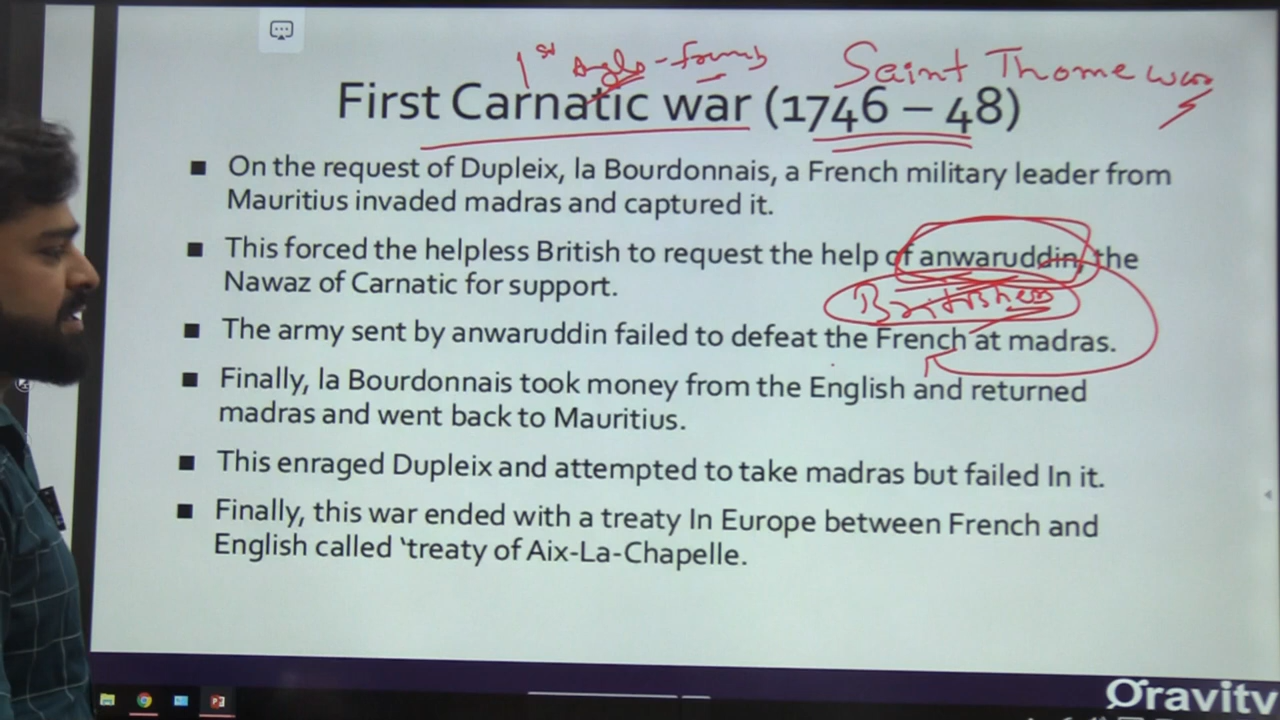 1st Anglo-French
Saint Thome war
First Carnatic war (1746 – 48)
■ On the request of Dupleix, la Bourdonnais, a French military leader from
Mauritius invaded madras and captured it.
■ This forced the helpless British to request the help of anwaruddin, the
Nawaz of Carnatic for support.
Britishers
■ The army sent by anwaruddin failed to defeat the French at madras.
■ Finally, la Bourdonnais took money from the English and returned
madras and went back to Mauritius.
■ This enraged Dupleix and attempted to take madras but failed In it.
■ Finally, this war ended with a treaty In Europe between French and
English called ‘treaty of Aix-La-Chapelle.
Gravity